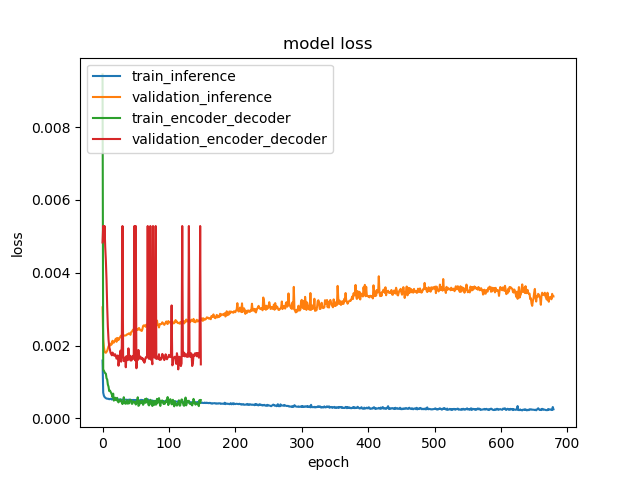 model loss
train_inference
validation_inference
train_encoder_decoder
validation_encoder_decoder
0.008
0.006
0.004
0.002
0.000
loss
0 100 200 300 400 500 600 700
epoch